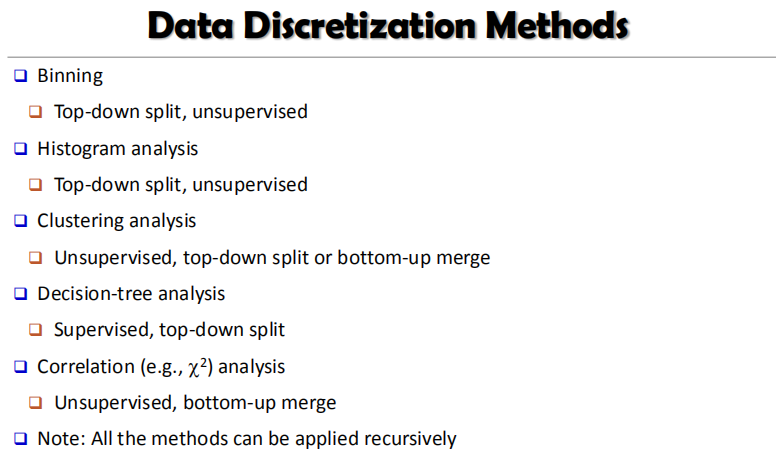 Data Discretization Methods
Binning
Top-down split, unsupervised
Histogram analysis
Top-down split, unsupervised
Clustering analysis
Unsupervised, top-down split or bottom-up merge
Decision-tree analysis
Supervised, top-down split
Correlation (e.g., χ²) analysis
Unsupervised, bottom-up merge
Note: All the methods can be applied recursively